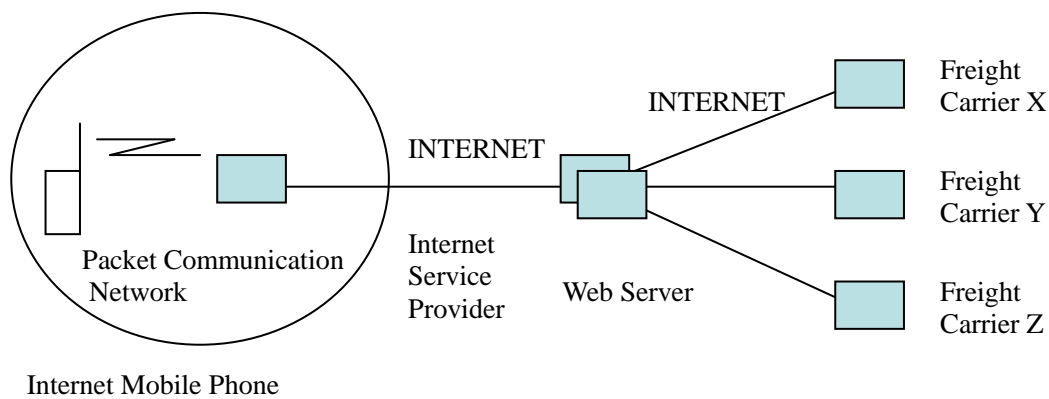 Freight
Carrier X
INTERNET
INTERNET
Freight
Carrier Y
Packet Communication
Network
Internet
Service
Provider
Web Server
Freight
Carrier Z
Internet Mobile Phone